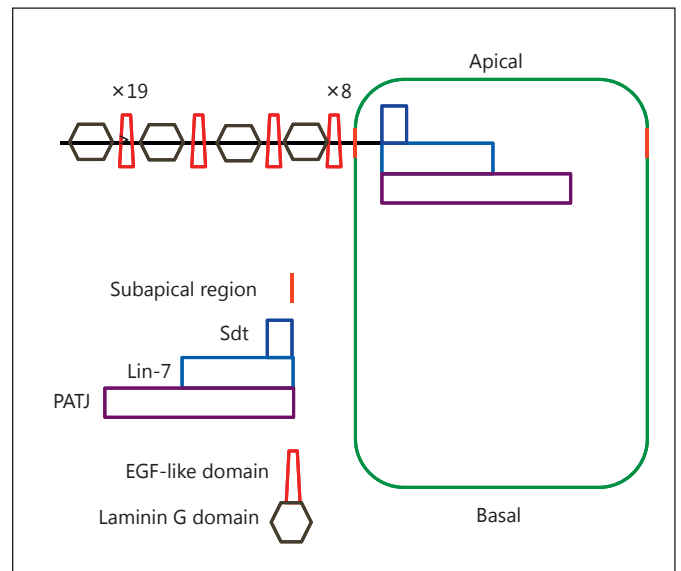 Apical
×19
×8
Subapical region
Sdt
Lin-7
PATJ
EGF-like domain
Laminin G domain
Basal